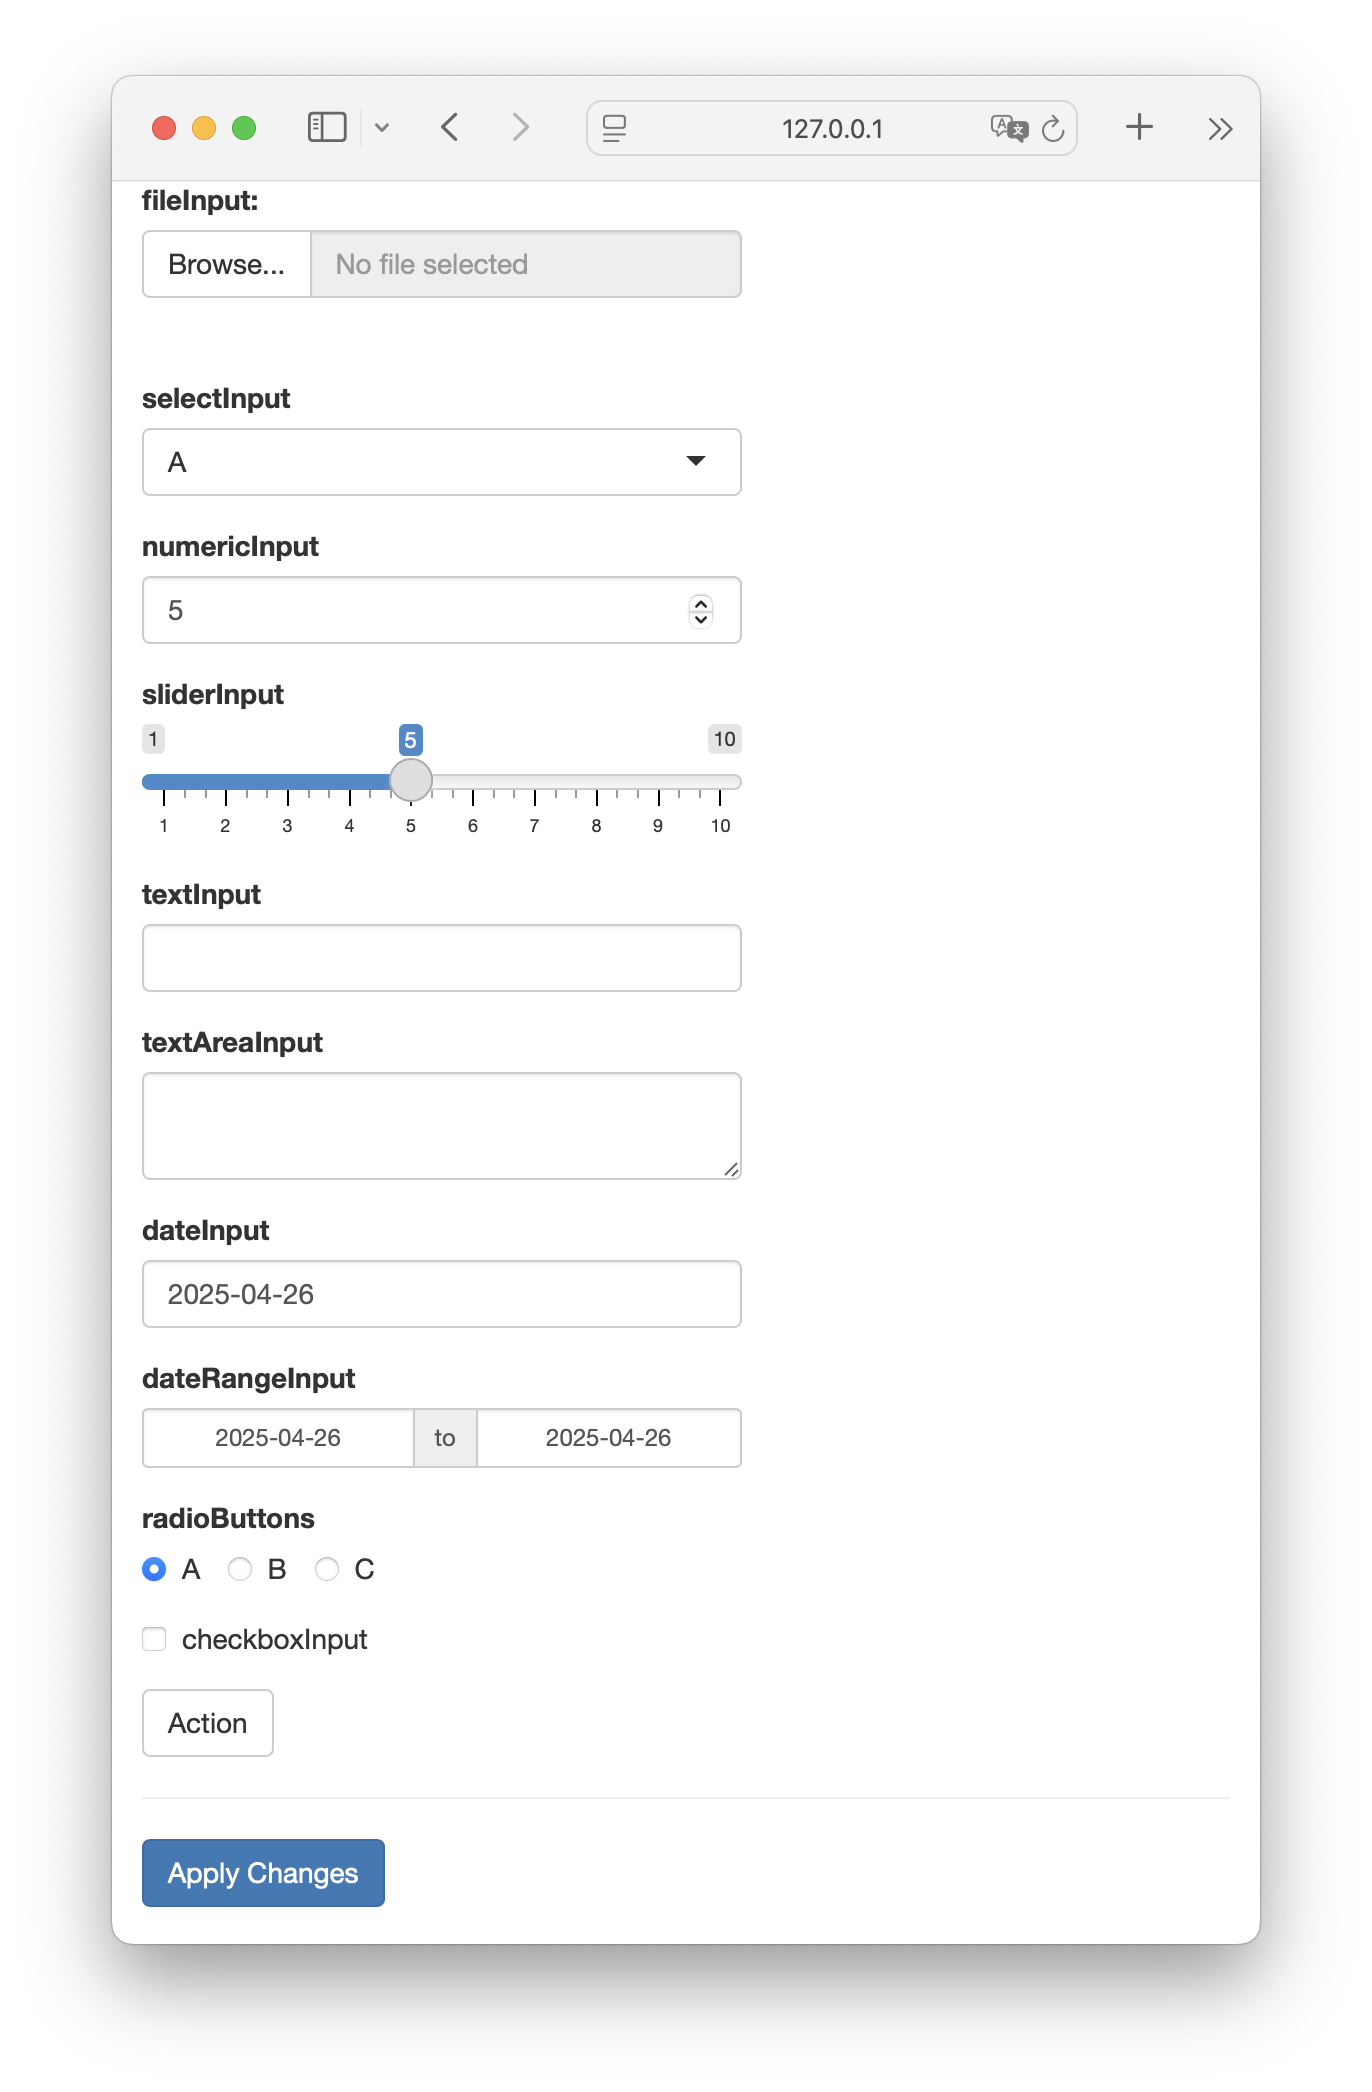 127.0.0.1
fileInput:
Browse... No file selected
selectInput
A
numericInput
5
sliderInput
1 5 10
1 2 3 4 5 6 7 8 9 10
textInput
textAreaInput
dateInput
2025-04-26
dateRangeInput
2025-04-26 to 2025-04-26
radioButtons
A B C
checkboxInput
Action
Apply Changes